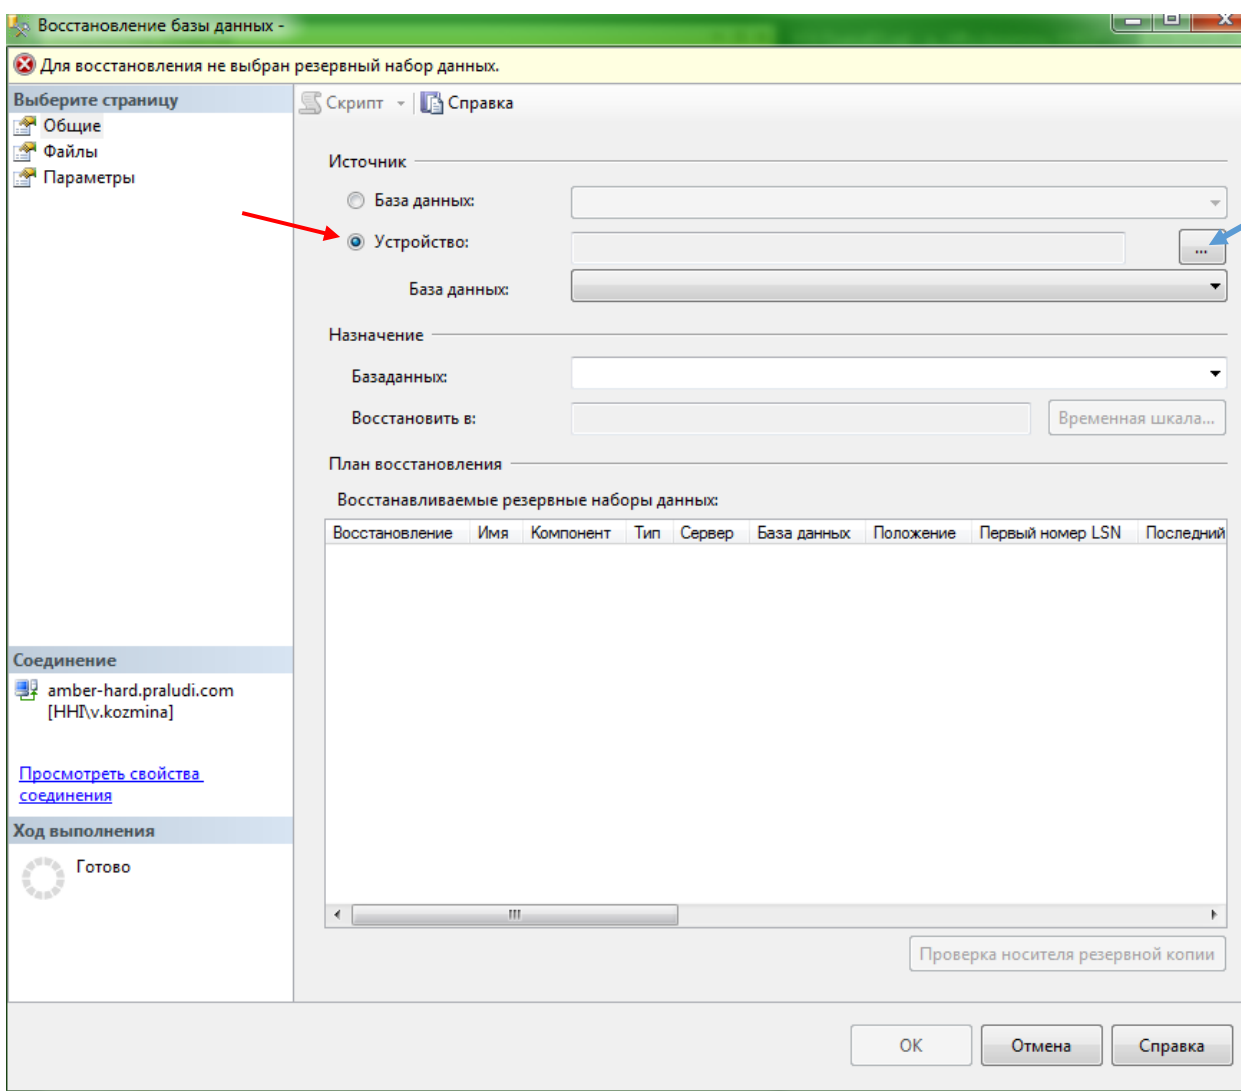 Восстановление базы данных -
Для восстановления не выбран резервный набор данных.
Выберите страницу
Общие
Файлы
Параметры
Скрипт
Справка
Источник
База данных:
Устройство:
...
База данных:
Назначение
Базаданных:
Восстановить в:
Временная шкала...
План восстановления
Восстанавливаемые резервные наборы данных:
Восстановление Имя Компонент Тип Сервер База данных Положение Первый номер LSN Последний
Соединение
amber-hard.praludi.com
[HHI\v.kozmina]
Просмотреть свойства
соединения
Ход выполнения
Готово
Проверка носителя резервной копии
ОК
Отмена
Справка